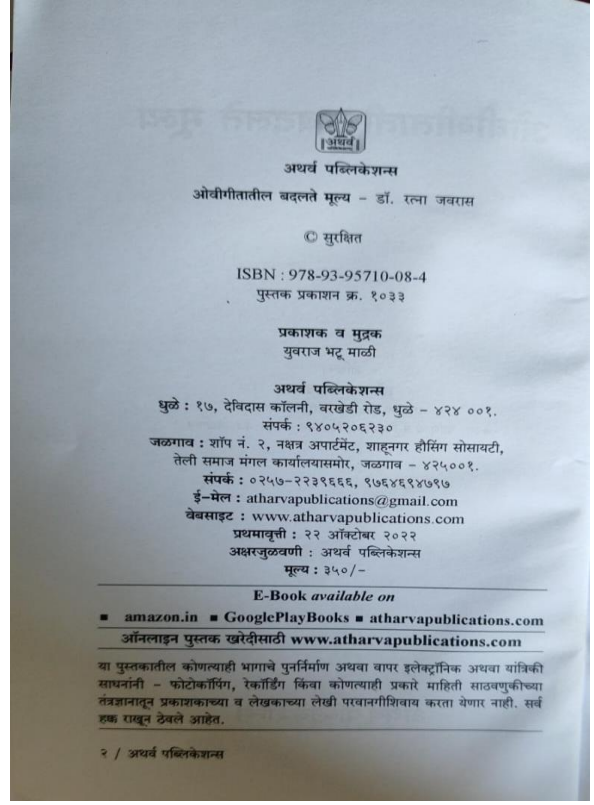 अथर्व
अथर्व पब्लिकेशन्स
ओवीगीतातील बदलते मूल्य - डॉ. रत्ना जवरास
© सुरक्षित
ISBN : 978-93-95710-08-4
पुस्तक प्रकाशन क्र. १०३३
प्रकाशक व मुद्रक
युवराज भटू माळी
अथर्व पब्लिकेशन्स
धुळे : १७, देविदास कॉलनी, वरखेडी रोड, धुळे - ४२४ ००१.
संपर्क : ९४०५२०६२३०
जळगाव : शॉप नं. २, नक्षत्र अपार्टमेंट, शाहूनगर हौसिंग सोसायटी,
तेली समाज मंगल कार्यालयासमोर, जळगाव - ४२५००१.
संपर्क : ०२५७-२२३९६६६, ९७६४६९४७९७
ई-मेल : atharvapublications@gmail.com
वेबसाइट : www.atharvapublications.com
प्रथमावृत्ती : २२ ऑक्टोबर २०२२
अक्षरजुळवणी : अथर्व पब्लिकेशन्स
मूल्य : ३५०/-
E-Book available on
■ amazon.in ■ GooglePlayBooks ■ atharvapublications.com
ऑनलाइन पुस्तक खरेदीसाठी www.atharvapublications.com
या पुस्तकातील कोणत्याही भागाचे पुनर्निर्माण अथवा वापर इलेक्ट्रॉनिक अथवा यांत्रिकी
साधनांनी - फोटोकॉपिंग, रेकॉर्डिंग किंवा कोणत्याही प्रकारे माहिती साठवणुकीच्या
तंत्रज्ञानातून प्रकाशकाच्या व लेखकाच्या लेखी परवानगीशिवाय करता येणार नाही. सर्व
हक्क राखून ठेवले आहेत.
२ / अथर्व पब्लिकेशन्स